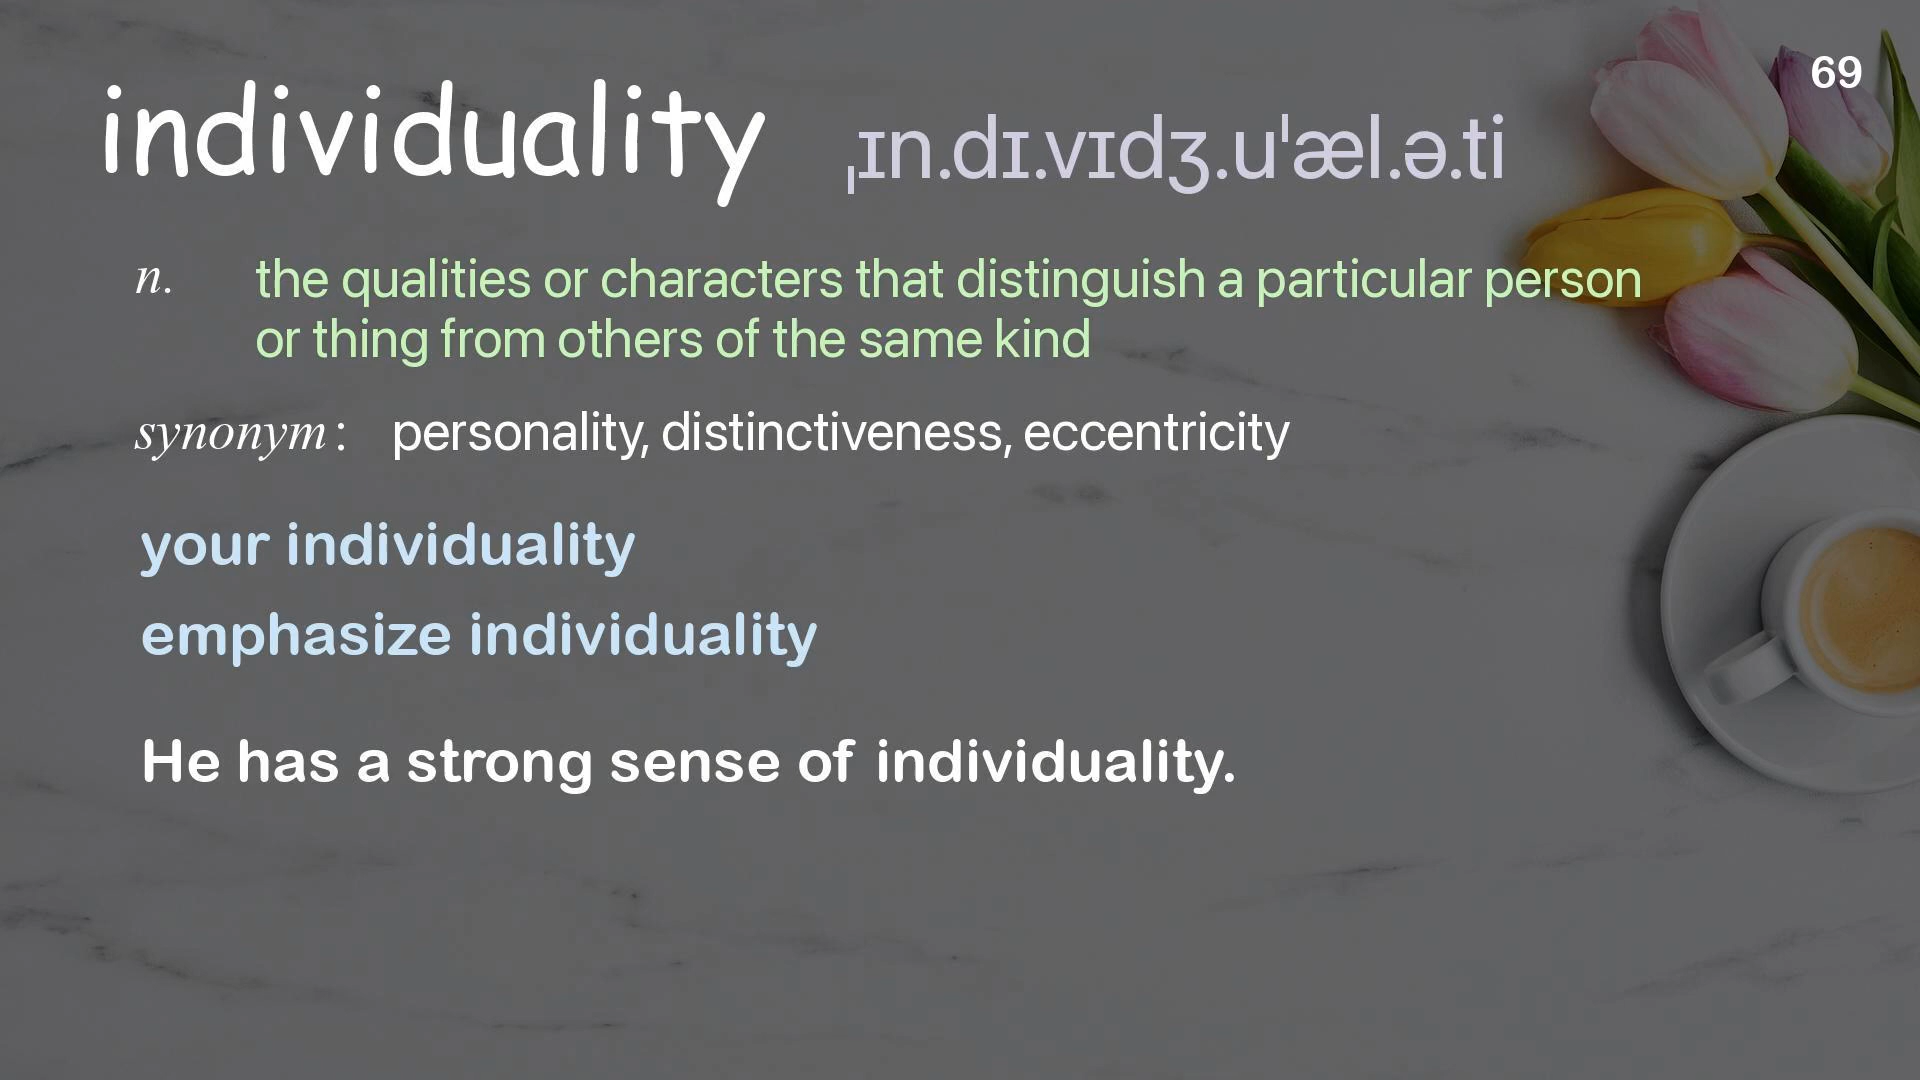 69
individuality ˌɪn.dɪ.vɪdʒ.uˈæl.ə.ti
n. the qualities or characters that distinguish a particular person
or thing from others of the same kind
synonym: personality, distinctiveness, eccentricity
your individuality
emphasize individuality
He has a strong sense of individuality.